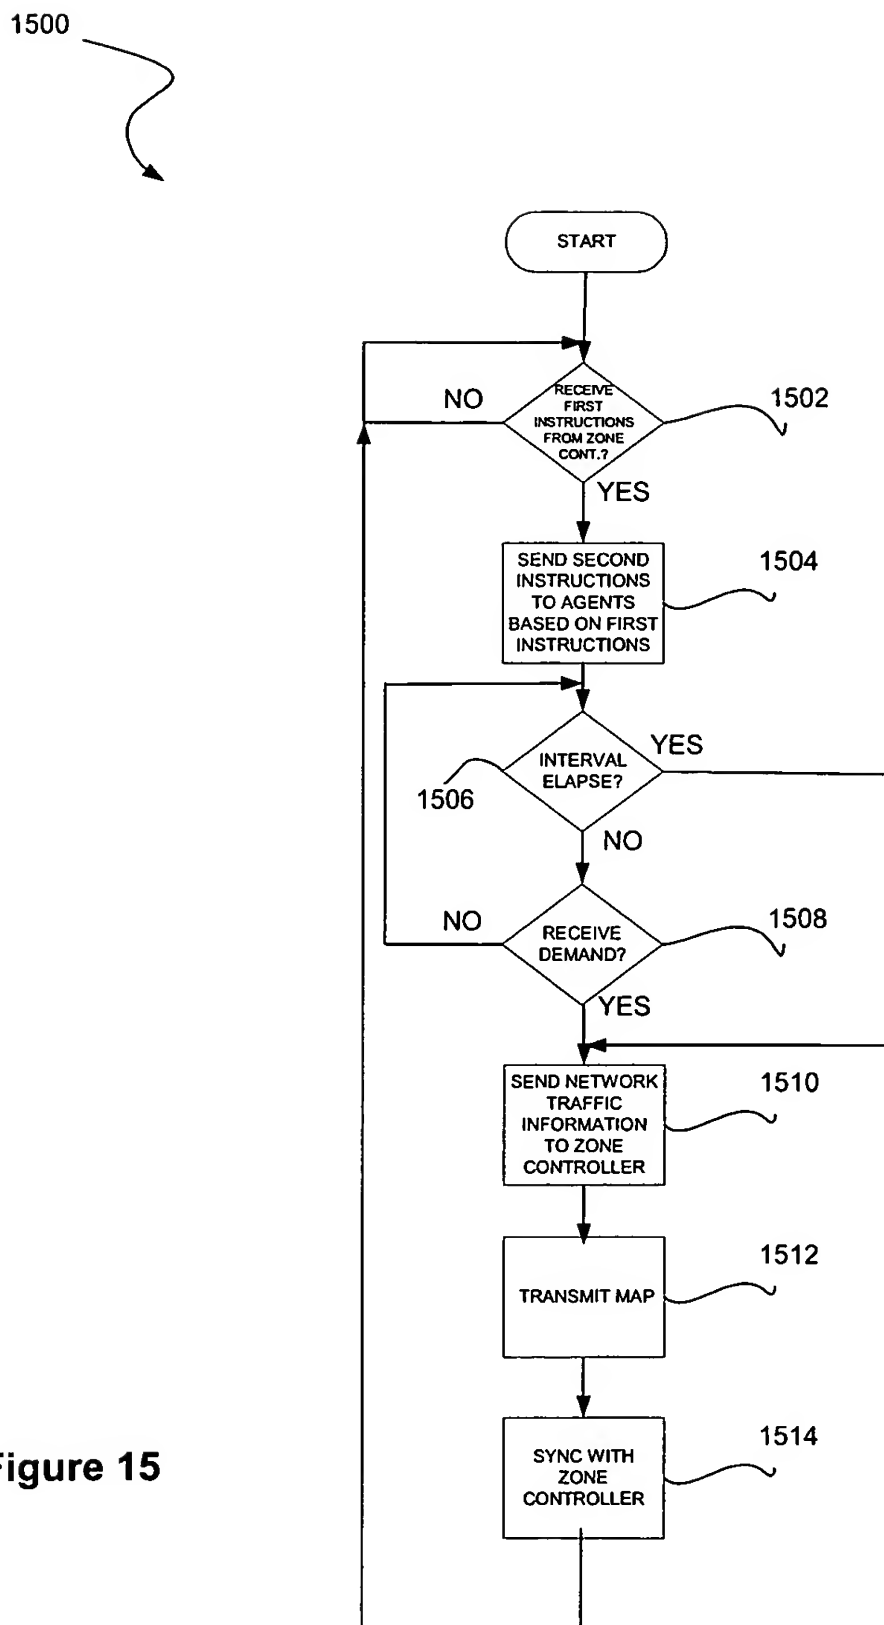 1500
START
NO
RECEIVE
FIRST
INSTRUCTIONS
FROM ZONE
CONT.?
1502
YES
SEND SECOND
INSTRUCTIONS
TO AGENTS
BASED ON FIRST
INSTRUCTIONS
1504
INTERVAL
ELAPSE?
YES
1506
NO
NO
RECEIVE
DEMAND?
1508
YES
SEND NETWORK
TRAFFIC
INFORMATION
TO ZONE
CONTROLLER
1510
TRANSMIT MAP
1512
SYNC WITH
ZONE
CONTROLLER
1514
Figure 15